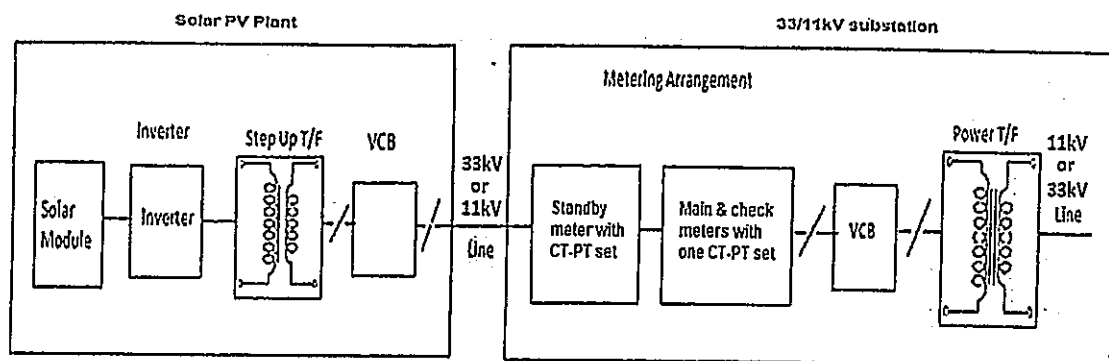 Solar PV Plant
33/11kV substation
Metering Arrangement
Inverter
Step Up T/F
VCB
Power T/F
Solar
Module
Inverter
33kV
or
11kV
Line
Standby
meter with
CT-PT set
Main & check
meters with
one CT-PT set
VCB
11kV
or
33kV
Line